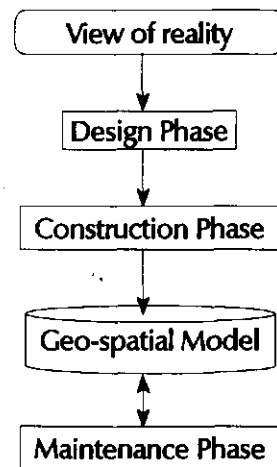 View of reality
Design Phase
Construction Phase
Geo-spatial Model
Maintenance Phase